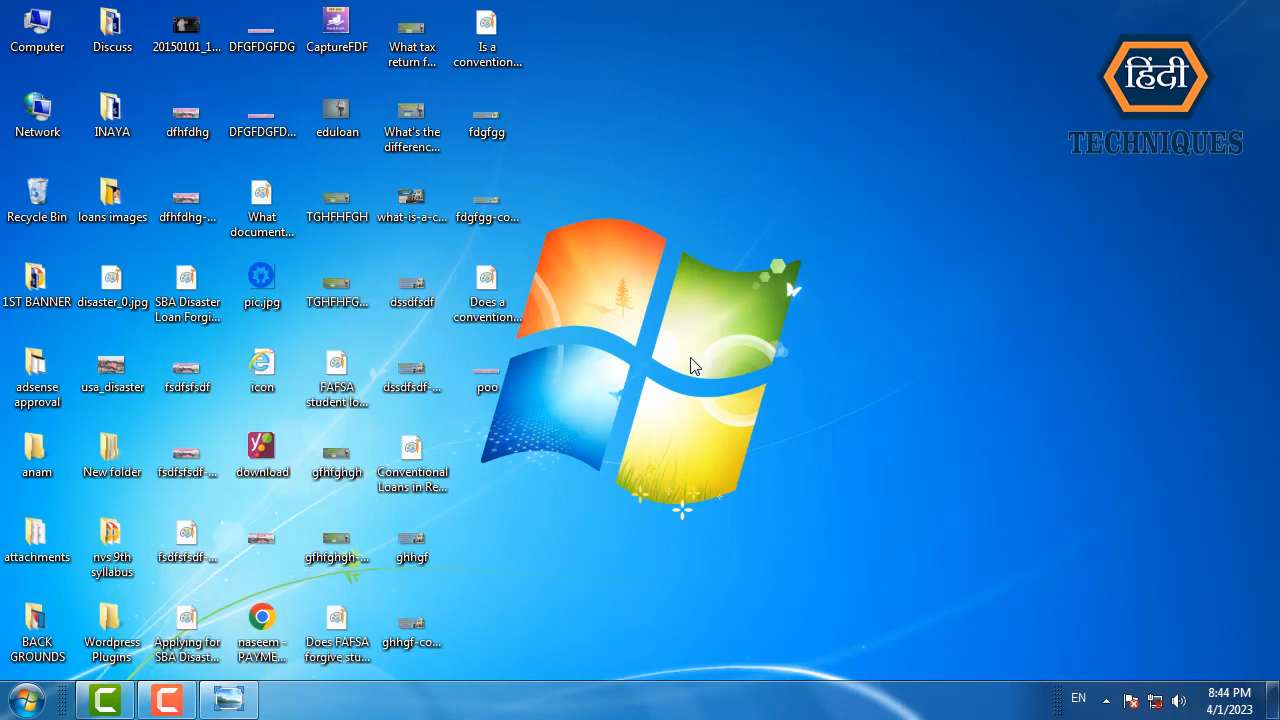 Computer
Discuss
20150101_1...
DFGFDGFDG
CaptureFDF
What tax
return f...
Is a
convention...
हिंदी
TECHNIQUES
Network
INAYA
dfhfdhg
DFGFDGFD...
eduloan
What's the
differenc...
fdgfgg
Recycle Bin
loans images
dfhfdhg-...
What
document...
TGHFHFGH
what-is-a-c...
fdgfgg-co...
1ST BANNER
disaster_0.jpg
SBA Disaster
Loan Forgi...
pic.jpg
TGHFHFG...
dssdfsdf
Does a
convention...
adsense
approval
usa_disaster
fsdfsfsdf
icon
FAFSA
student lo...
dssdfsdf-...
poo
anam
New folder
fsdfsfsdf-...
download
gfhfghgh
Conventional
Loans in Re...
attachments
nvs 9th
syllabus
fsdfsfsdf-...
gfhfghgh-...
ghhgf
BACK
GROUNDS
Wordpress
Plugins
Applying for
SBA Disast...
naseem -
PAYME...
Does FAFSA
forgive stu...
ghhgf-co...
EN
8:44 PM
4/1/2023